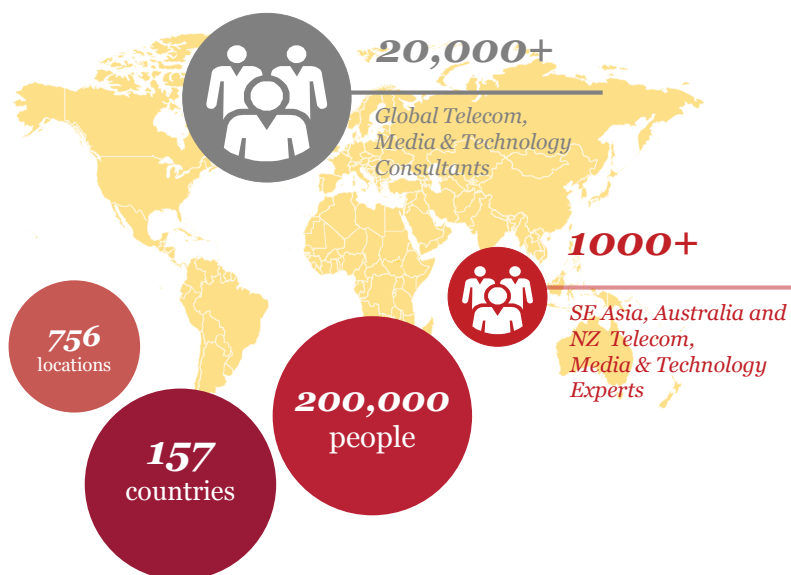 20,000+
Global Telecom,
Media & Technology
Consultants
1000+
SE Asia, Australia and
NZ Telecom,
Media & Technology
Experts
756
locations
200,000
people
157
countries